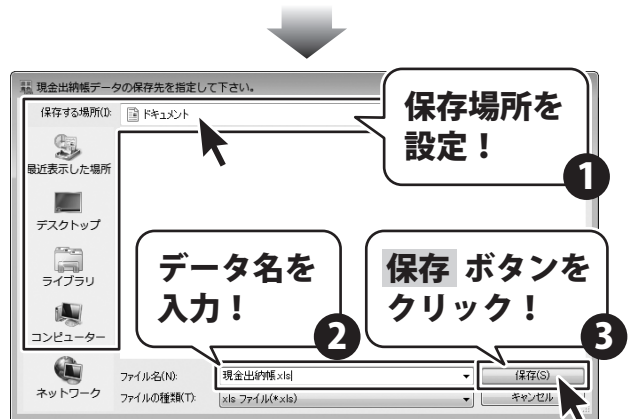 現金出納帳データの保存先を指定して下さい。
保存する場所(I):
ドキュメント
保存場所を
設定！
1
最近表示した場所
デスクトップ
ライブラリ
コンピューター
ネットワーク
データ名を
入力！
2
保存 ボタンを
クリック！
3
ファイル名(N):
現金出納帳.xls
保存(S)
ファイルの種類(T):
xls ファイル(*.xls)
キャンセル